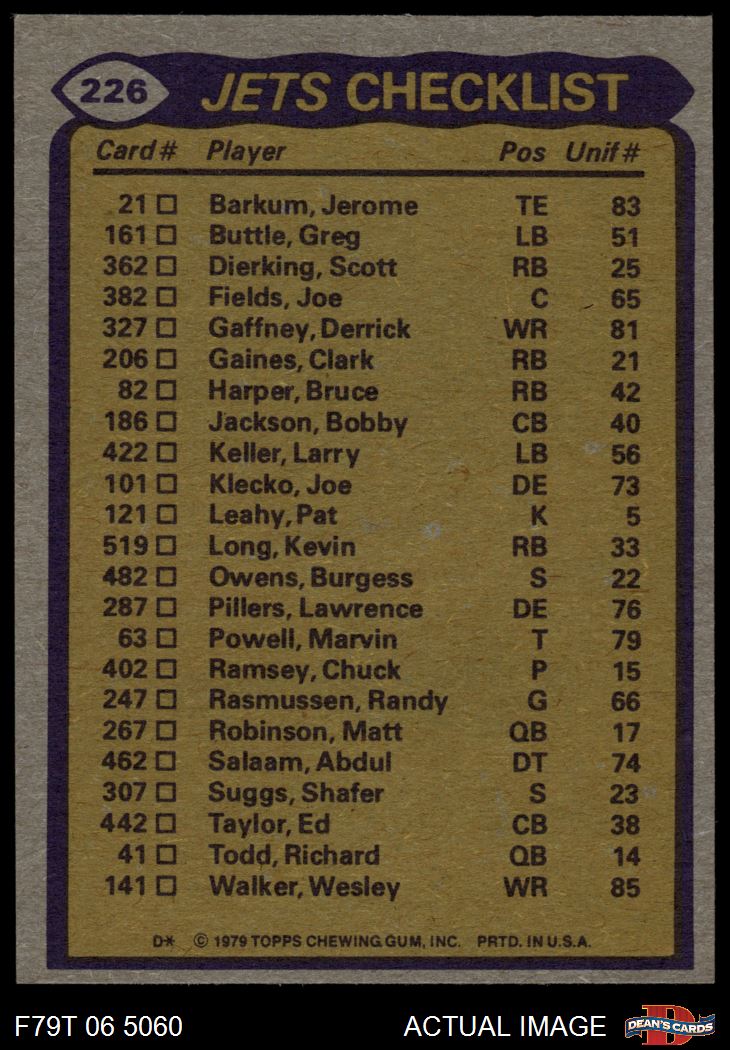 226 JETS CHECKLIST
Card # Player Pos Unif #
21 Barkum, Jerome TE 83
161 Buttle, Greg LB 51
362 Dierking, Scott RB 25
382 Fields, Joe C 65
327 Gaffney, Derrick WR 81
206 Gaines, Clark RB 21
82 Harper, Bruce RB 42
186 Jackson, Bobby CB 40
422 Keller, Larry LB 56
101 Klecko, Joe DE 73
121 Leahy, Pat K 5
519 Long, Kevin RB 33
482 Owens, Burgess S 22
287 Pillers, Lawrence DE 76
63 Powell, Marvin T 79
402 Ramsey, Chuck P 15
247 Rasmussen, Randy G 66
267 Robinson, Matt QB 17
462 Salaam, Abdul DT 74
307 Suggs, Shafer S 23
442 Taylor, Ed CB 38
41 Todd, Richard QB 14
141 Walker, Wesley WR 85
D* © 1979 TOPPS CHEWING GUM, INC. PRTD. IN U.S.A.
F79T 06 5060 ACTUAL IMAGE D DEAN'S CARDS